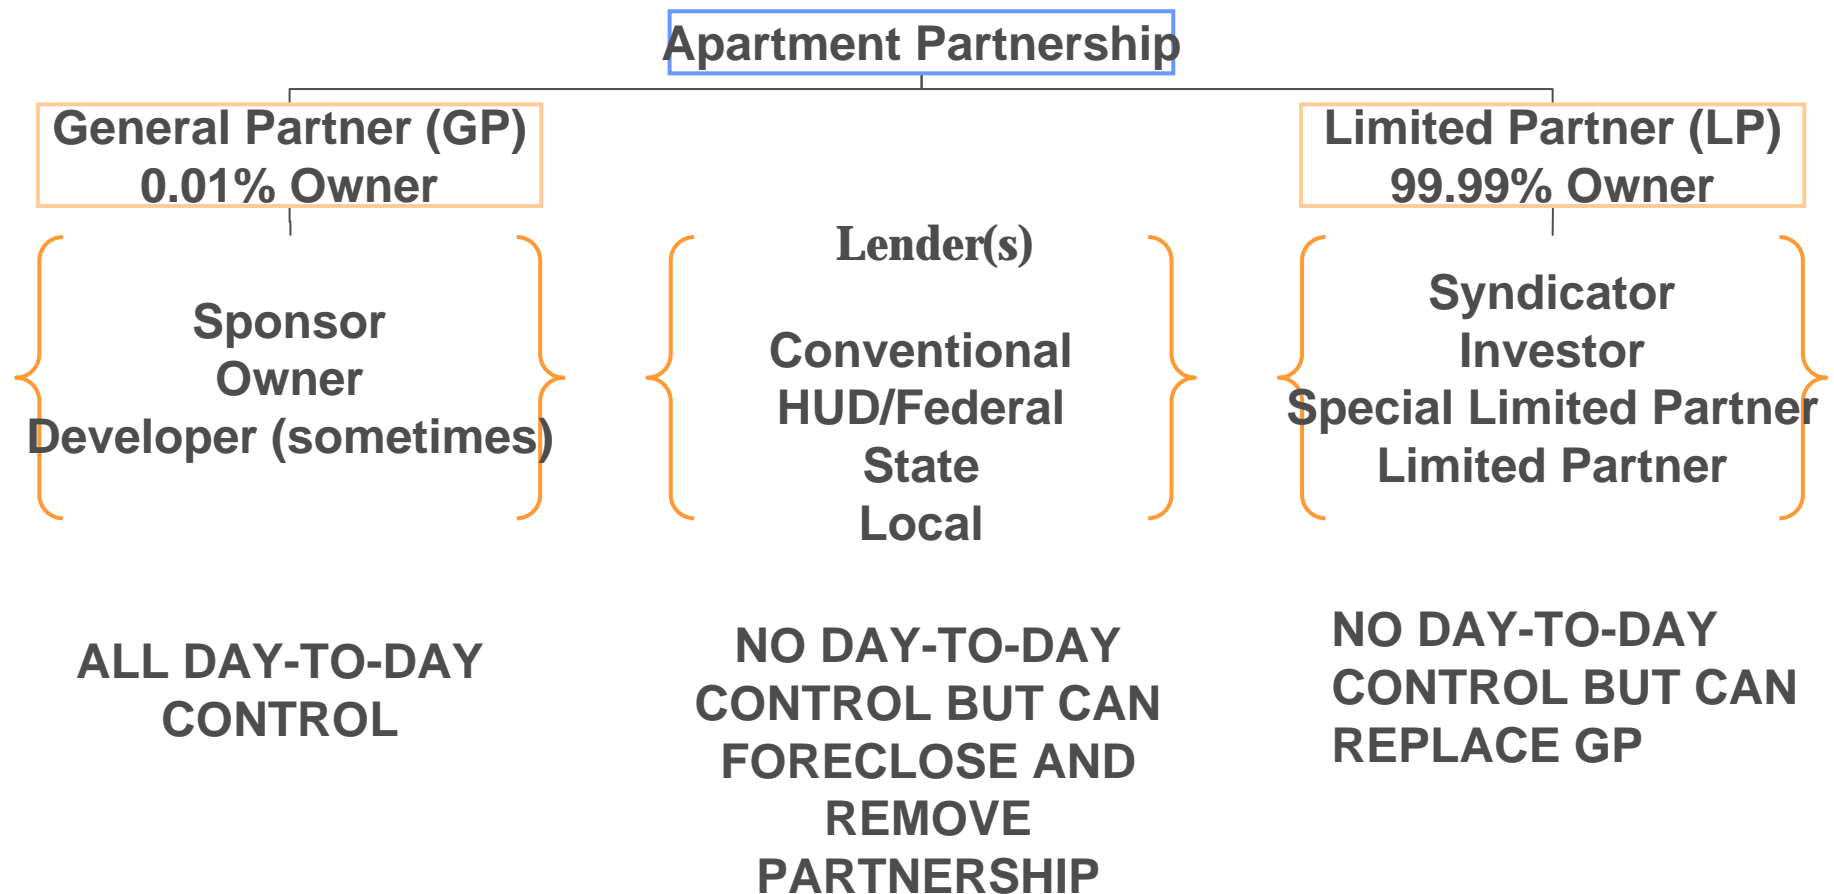 Apartment Partnership
General Partner (GP)
0.01% Owner
Sponsor
Owner
Developer (sometimes)
ALL DAY-TO-DAY
CONTROL
Lender(s)
Conventional
HUD/Federal
State
Local
NO DAY-TO-DAY
CONTROL BUT CAN
FORECLOSE AND
REMOVE
PARTNERSHIP
Limited Partner (LP)
99.99% Owner
Syndicator
Investor
Special Limited Partner
Limited Partner
NO DAY-TO-DAY
CONTROL BUT CAN
REPLACE GP